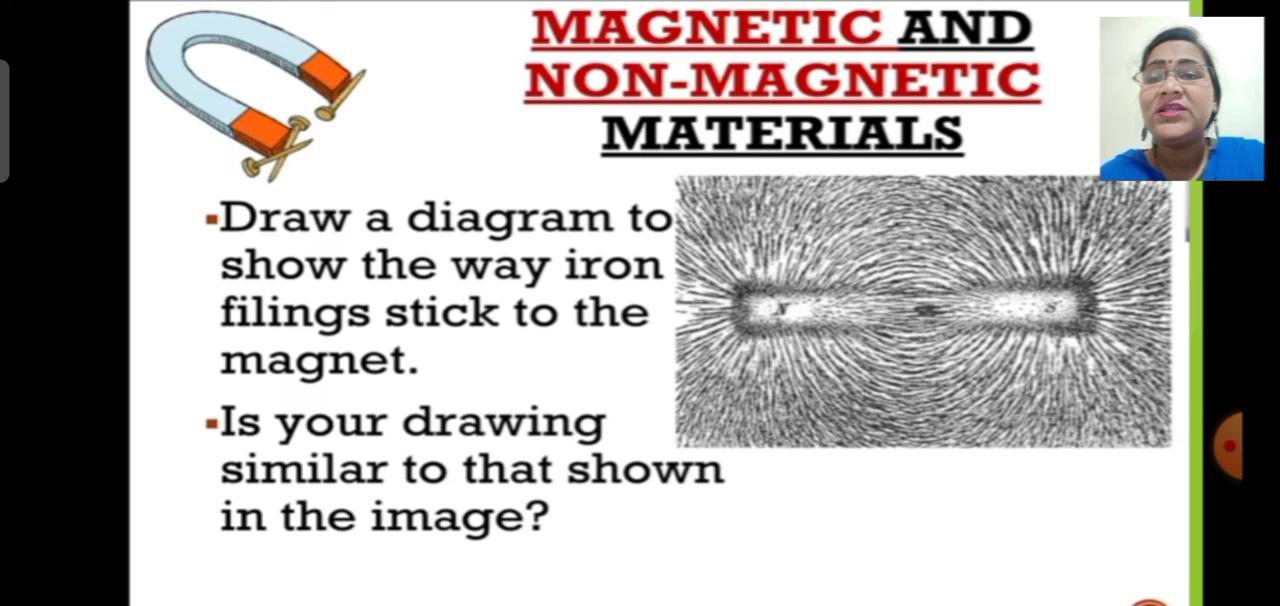 MAGNETIC AND
NON-MAGNETIC
MATERIALS
▪Draw a diagram to
show the way iron
filings stick to the
magnet.
▪Is your drawing
similar to that shown
in the image?
N
S